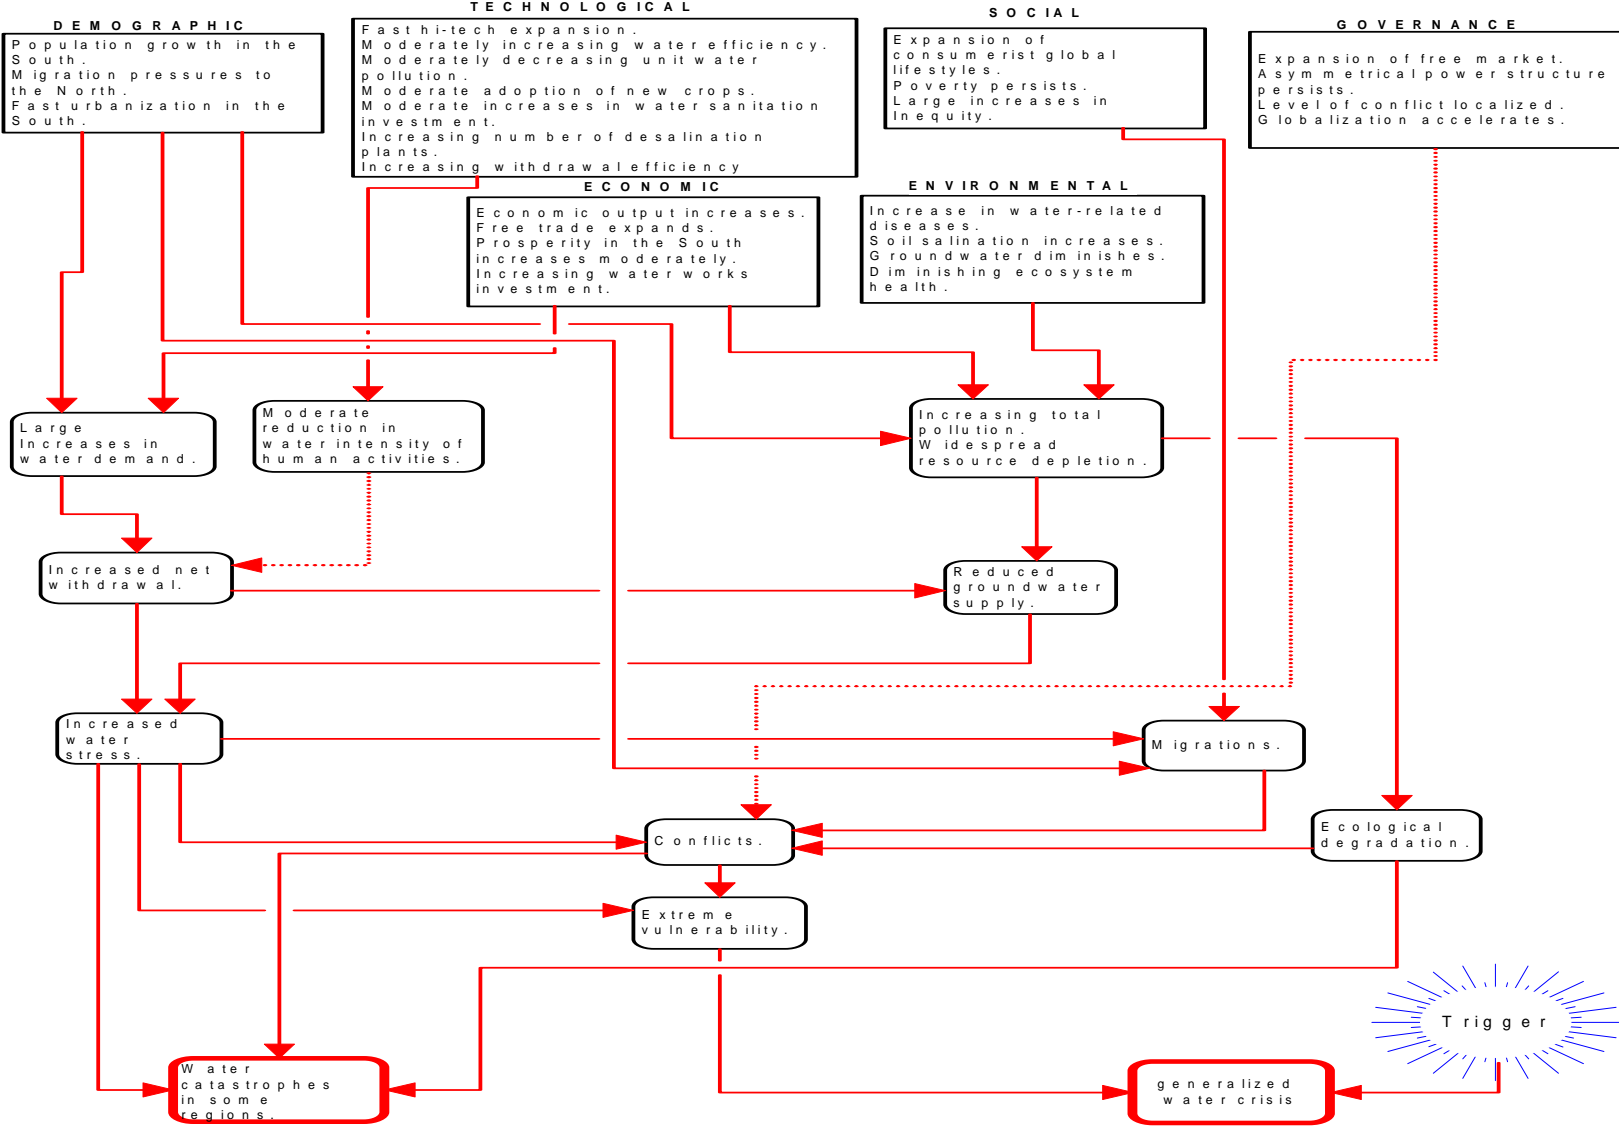 DEMOGRAPHIC
Population growth in the
South.
Migration pressures to
the North.
Fast urbanization in the
South.
TECHNOLOGICAL
Fast hi-tech expansion.
Moderately increasing water efficiency.
Moderately decreasing unit water
pollution.
Moderate adoption of new crops.
Moderate increases in water sanitation
investment.
Increasing number of desalination
plants.
Increasing withdrawal efficiency
SOCIAL
Expansion of
consumerist global
lifestyles.
Poverty persists.
Large increases in
Inequity.
GOVERNANCE
Expansion of free market.
Asymmetrical power structure
persists.
Level of conflict localized.
Globalization accelerates.
ECONOMIC
Economic output increases.
Free trade expands.
Prosperity in the South
increases moderately.
Increasing water works
investment.
ENVIRONMENTAL
Increase in water-related
diseases.
Soil salination increases.
Groundwater diminishes.
Diminishing ecosystem
health.
Large
Increases in
water demand.
Moderate
reduction in
water intensity of
human activities.
Increasing total
pollution.
Widespread
resource depletion.
Increased net
withdrawal.
Reduced
groundwater
supply.
Increased
water
stress.
Migrations.
Conflicts.
Ecological
degradation.
Extreme
vulnerability.
Trigger
Water
catastrophes
in some
regions.
generalized
water crisis